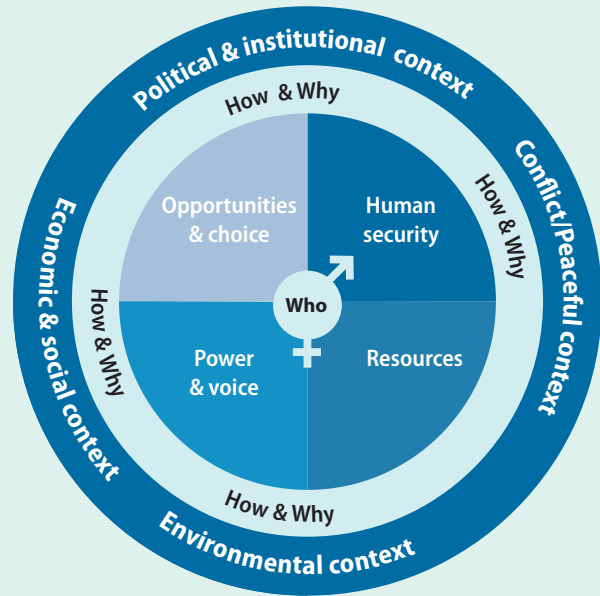 Political & institutional context
How & Why
Conflict/Peaceful context
How & Why
Economic & social context
How & Why
Opportunities
& choice
Human
security
Who
Power
& voice
Resources
How & Why
Environmental context